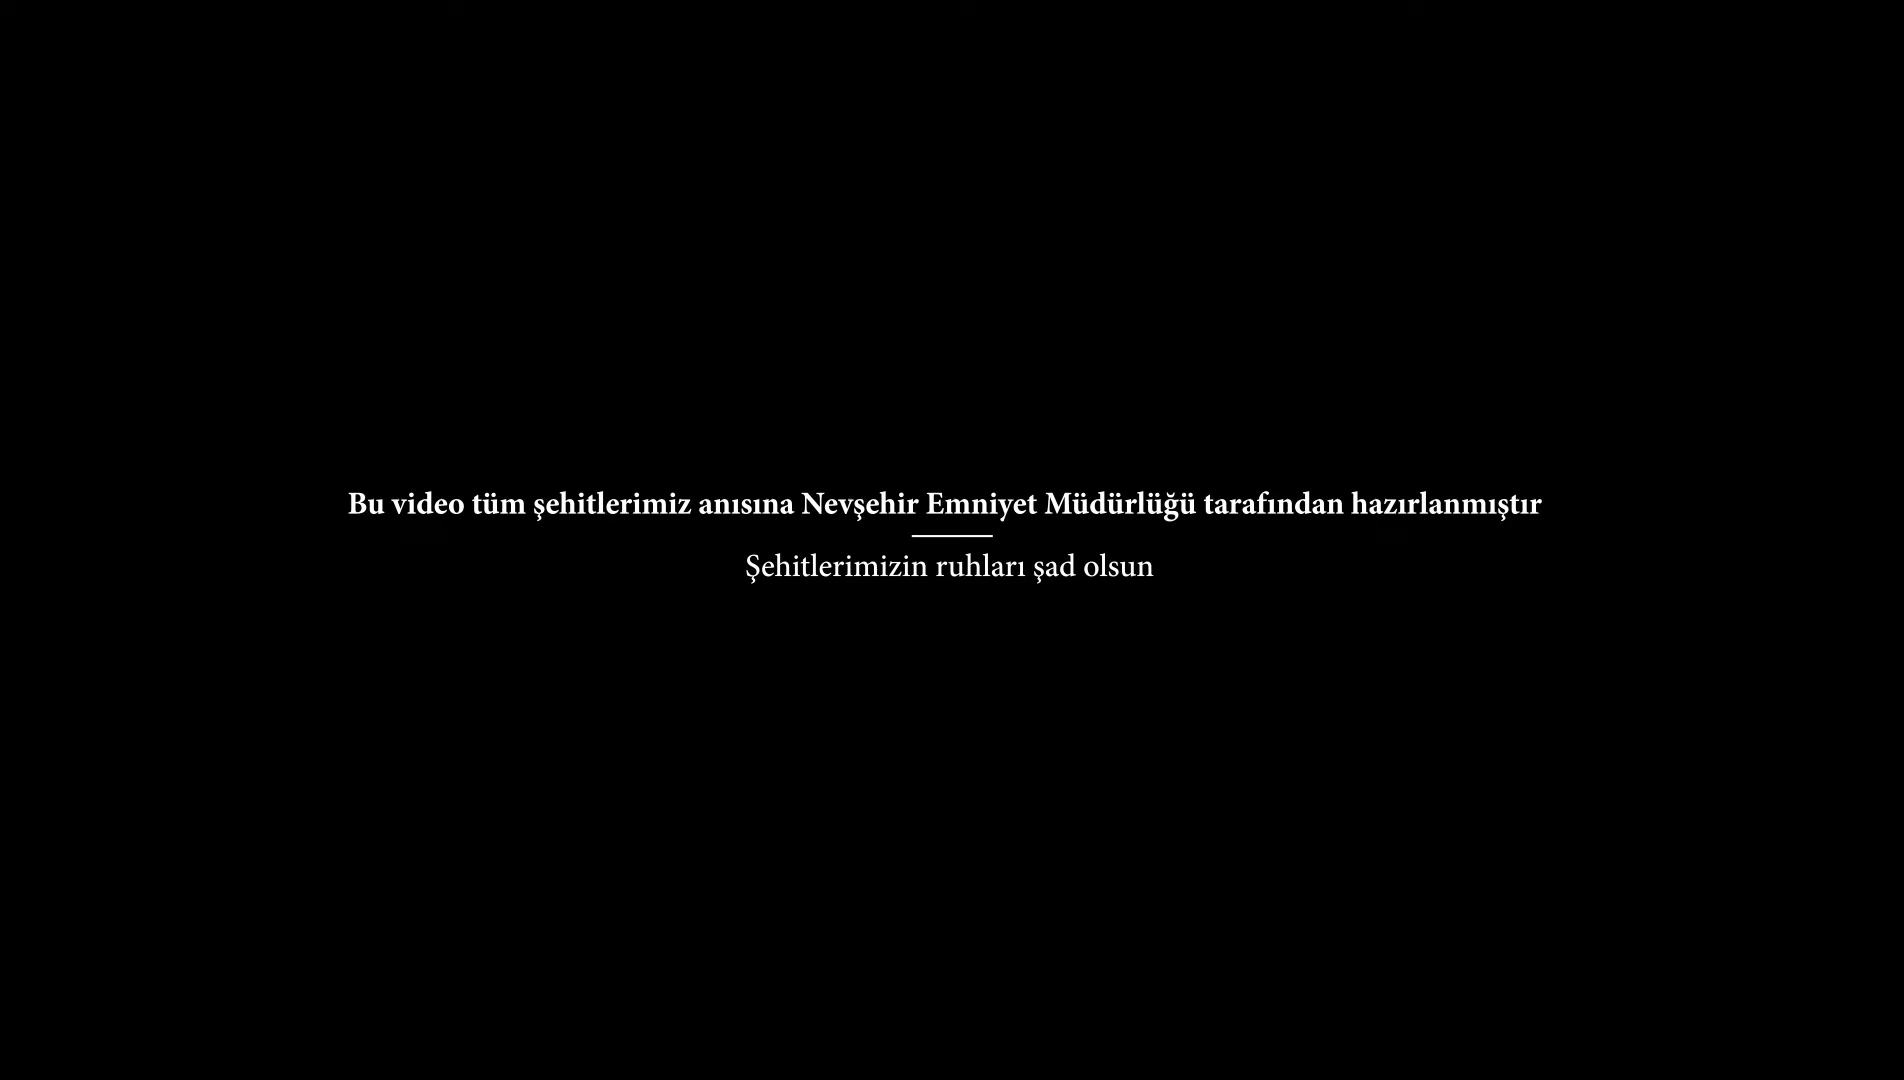 Bu video tüm şehitlerimiz anısına Nevşehir Emniyet Müdürlüğü tarafından hazırlanmıştır
Şehitlerimizin ruhları şad olsun